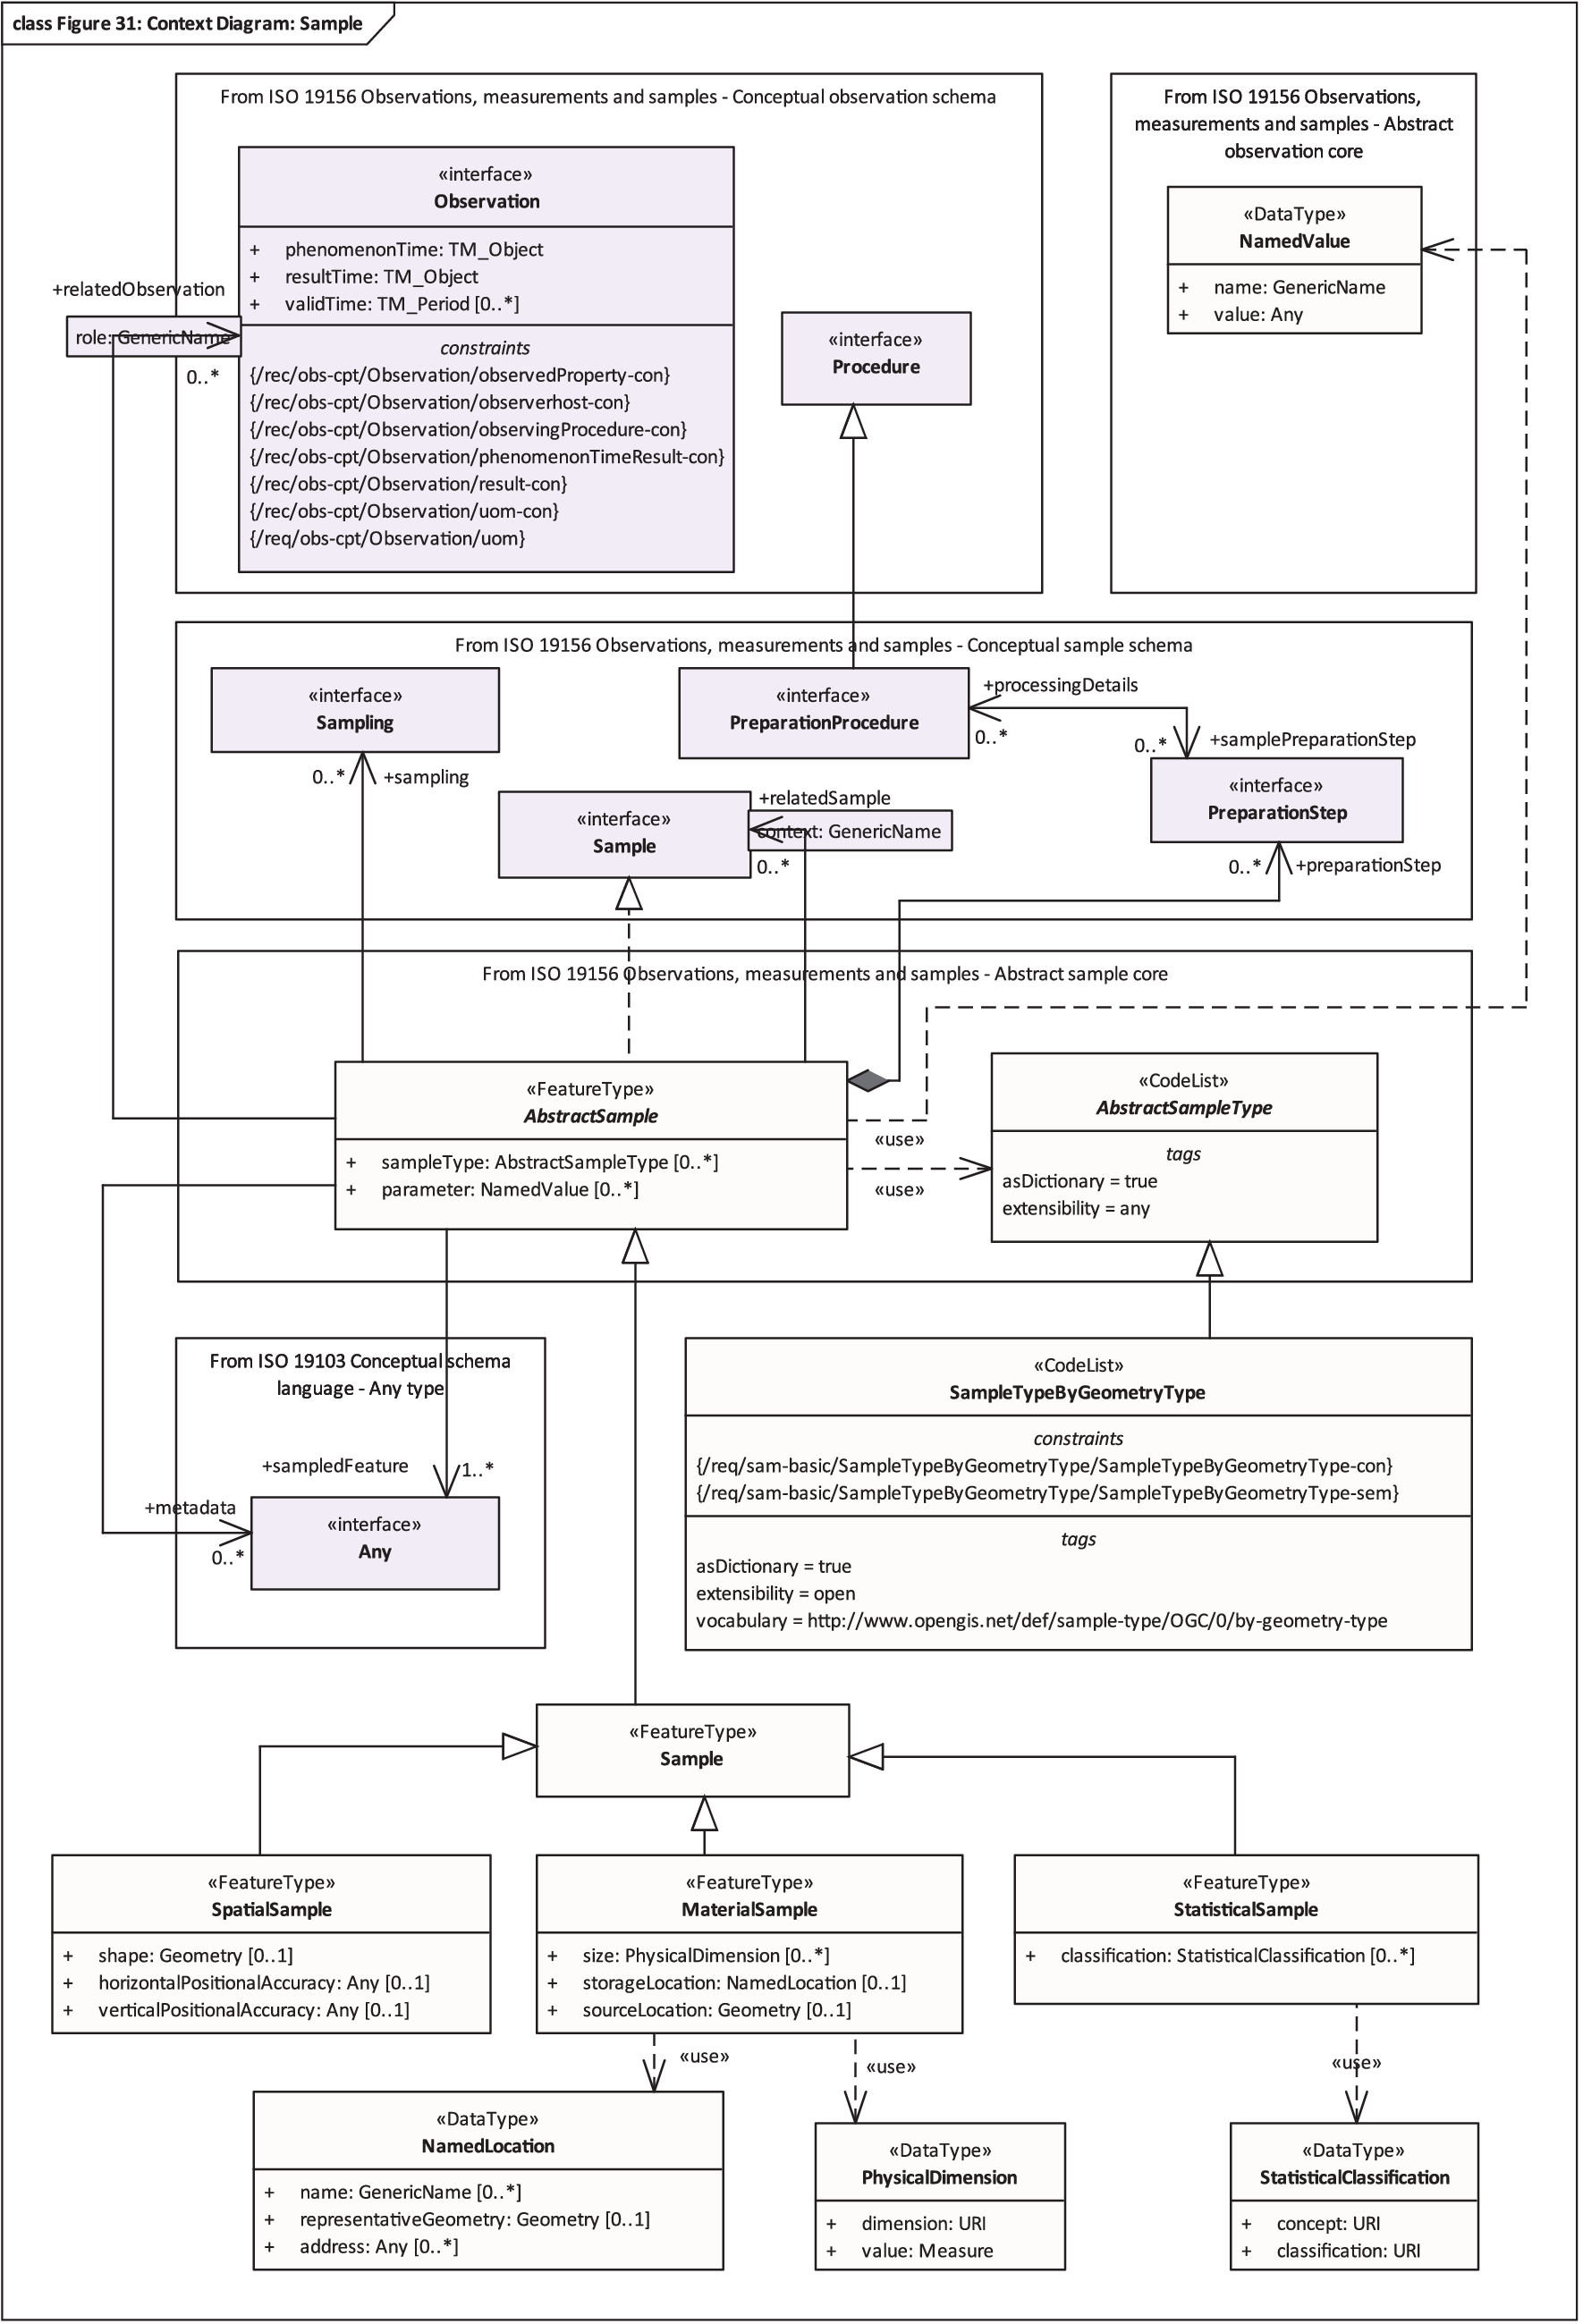 class Figure 31: Context Diagram: Sample
From ISO 19156 Observations, measurements and samples - Conceptual observation schema
«interface»
Observation
+ phenomenonTime: TM_Object
+ resultTime: TM_Object
+ validTime: TM_Period [0..*]
constraints
{/rec/obs-cpt/Observation/observedProperty-con}
{/rec/obs-cpt/Observation/observerhost-con}
{/rec/obs-cpt/Observation/observingProcedure-con}
{/rec/obs-cpt/Observation/phenomenonTimeResult-con}
{/rec/obs-cpt/Observation/result-con}
{/rec/obs-cpt/Observation/uom-con}
{/req/obs-cpt/Observation/uom}
+relatedObservation
role: GenericName
0..*
«interface»
Procedure
From ISO 19156 Observations,
measurements and samples - Abstract
observation core
«DataType»
NamedValue
+ name: GenericName
+ value: Any
From ISO 19156 Observations, measurements and samples - Conceptual sample schema
«interface»
Sampling
0..* +sampling
«interface»
PreparationProcedure
+processingDetails
0..*
0..* +samplePreparationStep
«interface»
PreparationStep
0..* +preparationStep
«interface»
Sample
+relatedSample
context: GenericName
0..*
From ISO 19156 Observations, measurements and samples - Abstract sample core
«FeatureType»
AbstractSample
+ sampleType: AbstractSampleType [0..*]
+ parameter: NamedValue [0..*]
«use»
«use»
«CodeList»
AbstractSampleType
tags
asDictionary = true
extensibility = any
From ISO 19103 Conceptual schema
language - Any type
+sampledFeature 1..*
+metadata
0..*
«interface»
Any
«CodeList»
SampleTypeByGeometryType
constraints
{/req/sam-basic/SampleTypeByGeometryType/SampleTypeByGeometryType-con}
{/req/sam-basic/SampleTypeByGeometryType/SampleTypeByGeometryType-sem}
tags
asDictionary = true
extensibility = open
vocabulary = http://www.opengis.net/def/sample-type/OGC/0/by-geometry-type
«FeatureType»
Sample
«FeatureType»
SpatialSample
+ shape: Geometry [0..1]
+ horizontalPositionalAccuracy: Any [0..1]
+ verticalPositionalAccuracy: Any [0..1]
«FeatureType»
MaterialSample
+ size: PhysicalDimension [0..*]
+ storageLocation: NamedLocation [0..1]
+ sourceLocation: Geometry [0..1]
«FeatureType»
StatisticalSample
+ classification: StatisticalClassification [0..*]
«use»
«use»
«use»
«DataType»
NamedLocation
+ name: GenericName [0..*]
+ representativeGeometry: Geometry [0..1]
+ address: Any [0..*]
«DataType»
PhysicalDimension
+ dimension: URI
+ value: Measure
«DataType»
StatisticalClassification
+ concept: URI
+ classification: URI